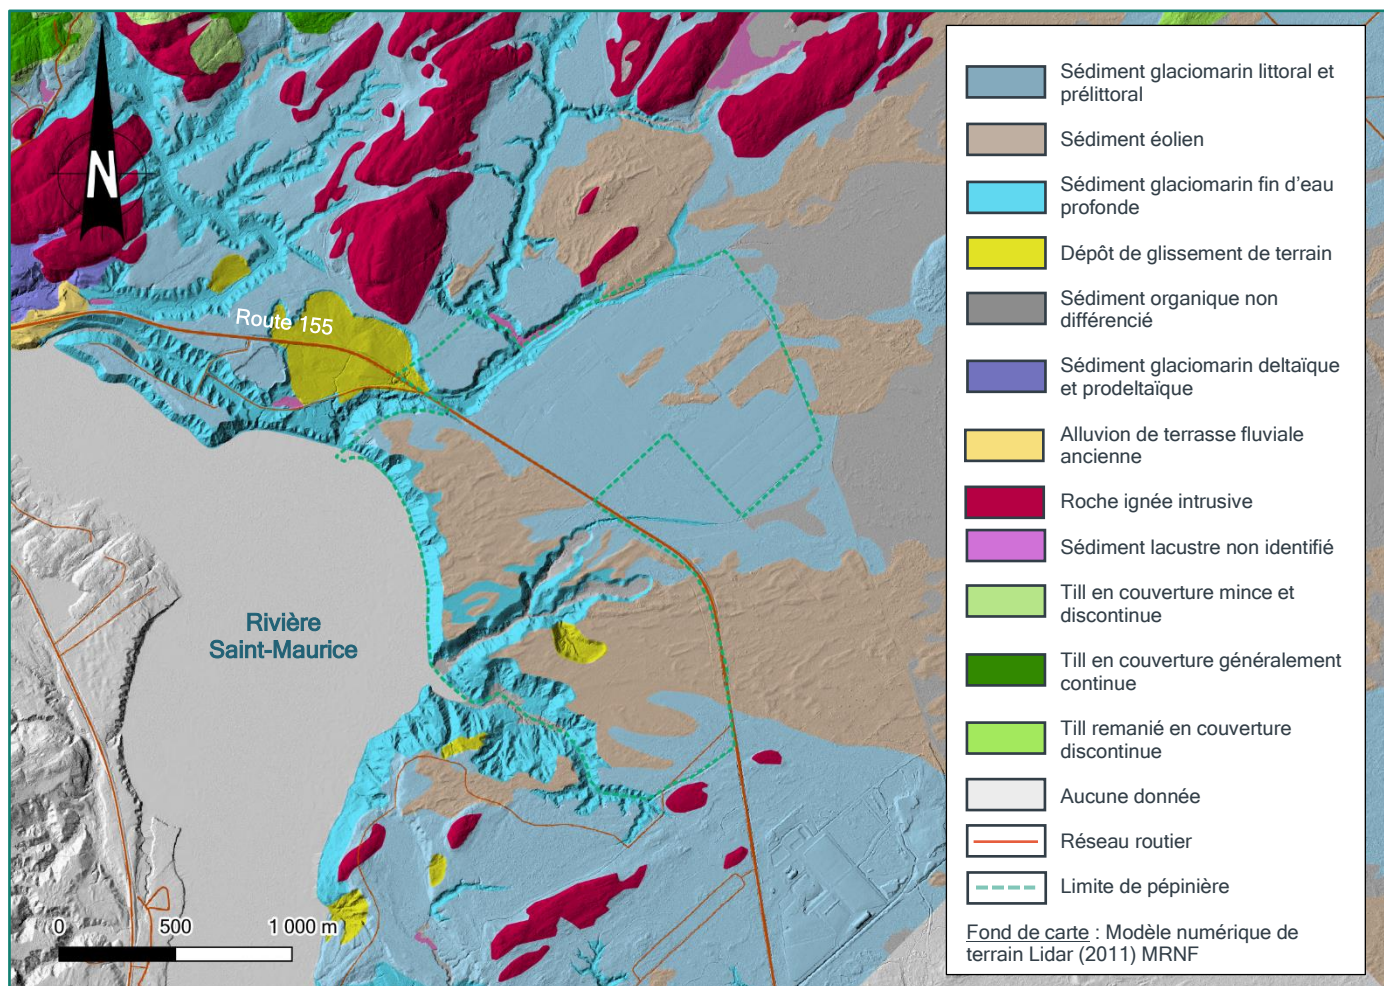 N
Route 155
Rivière
Saint-Maurice
0 500 1 000 m
Sédiment glaciomarin littoral et
prélittoral
Sédiment éolien
Sédiment glaciomarin fin d'eau
profonde
Dépôt de glissement de terrain
Sédiment organique non
différencié
Sédiment glaciomarin deltaïque
et prodeltaïque
Alluvion de terrasse fluviale
ancienne
Roche ignée intrusive
Sédiment lacustre non identifié
Till en couverture mince et
discontinue
Till en couverture généralement
continue
Till remanié en couverture
discontinue
Aucune donnée
Réseau routier
Limite de pépinière
Fond de carte : Modèle numérique de
terrain Lidar (2011) MRNF